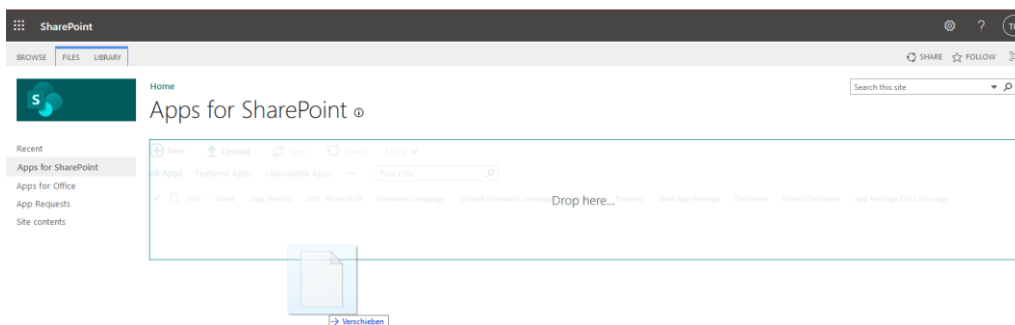 SharePoint ?
BROWSE FILES LIBRARY SHARE FOLLOW
S
Home
Apps for SharePoint
Search this site
Recent
Apps for SharePoint
Apps for Office
App Requests
Site contents
New Upload Sync Share More
All Apps Featured Apps Unavailable Apps ... Find a file
Title Name App Version Edit Product ID Metadata Language Default Metadata Language Enabled Valid App Package Deployed Tenant Deployed App Package Error Message
Drop here...
Verschieben